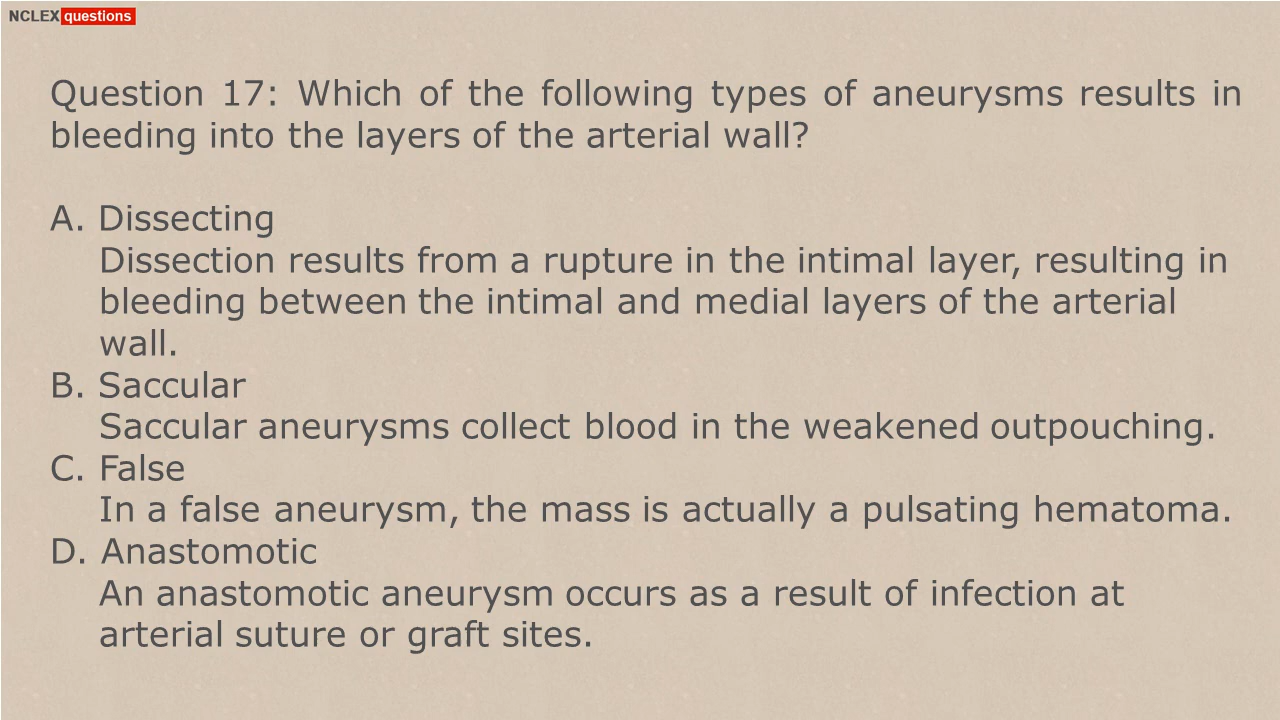 NCLEX questions
Question 17: Which of the following types of aneurysms results in
bleeding into the layers of the arterial wall?
A. Dissecting
Dissection results from a rupture in the intimal layer, resulting in
bleeding between the intimal and medial layers of the arterial
wall.
B. Saccular
Saccular aneurysms collect blood in the weakened outpouching.
C. False
In a false aneurysm, the mass is actually a pulsating hematoma.
D. Anastomotic
An anastomotic aneurysm occurs as a result of infection at
arterial suture or graft sites.